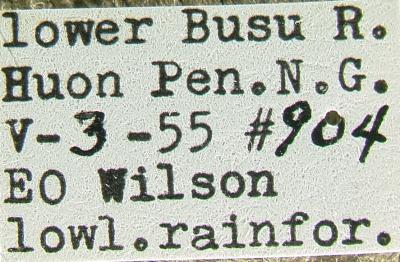 lower Busu R.
Huon Pen.N.G.
V-3-55 #904
EO Wilson
lowl.rainfor.